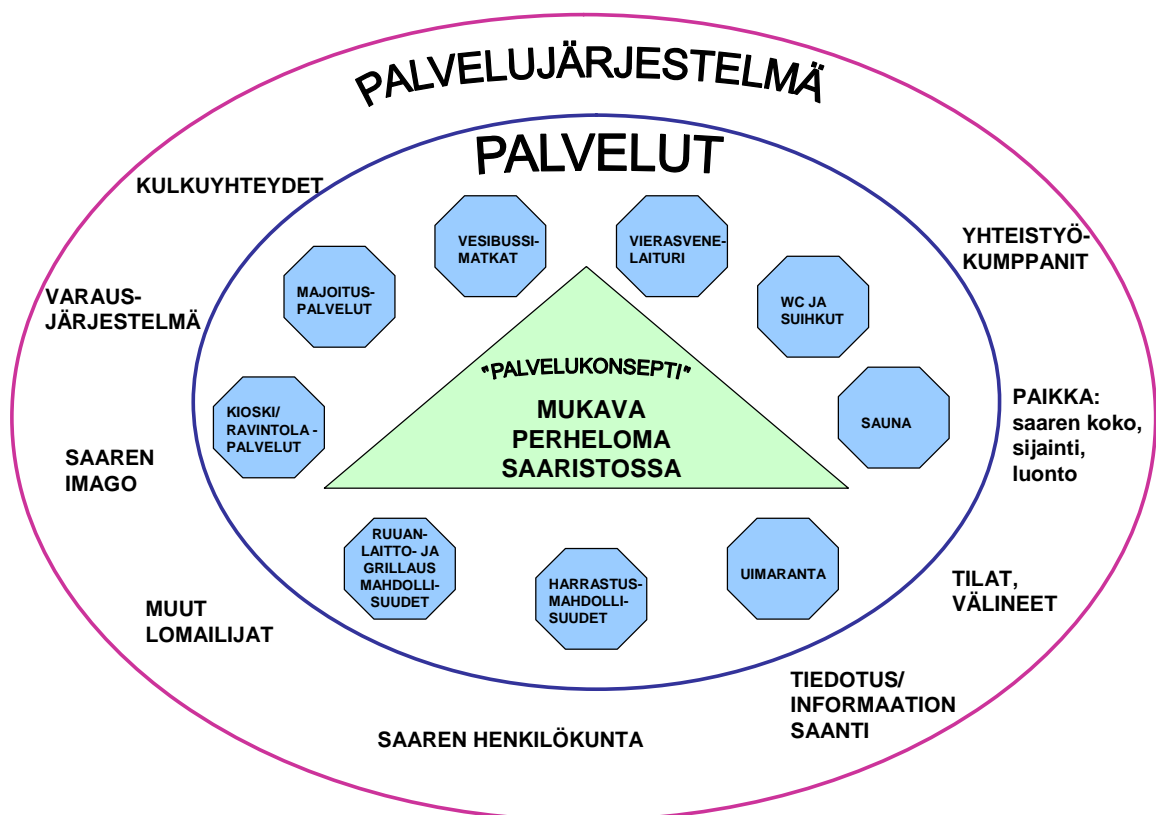 PALVELUJÄRJESTELMÄ
PALVELUT
KULKUYHTEYDET
VESIBUSSI-
MATKAT
VIERASVENE-
LAITURI
YHTEISTYÖ-
KUMPPANIT
MAJOITUS-
PALVELUT
WC JA
SUIHKUT
VARAUS-
JÄRJESTELMÄ
"PALVELUKONSEPTI"
MUKAVA
PERHELOMA
SAARISTOSSA
KIOSKI/
RAVINTOLA -
PALVELUT
SAUNA
PAIKKA:
saaren koko,
sijainti,
luonto
SAAREN
IMAGO
RUUAN-
LAITTO- JA
GRILLAUS
MAHDOLLI-
SUUDET
HARRASTUS-
MAHDOLLI-
SUUDET
UIMARANTA
TILAT,
VÄLINEET
MUUT
LOMAILIJAT
TIEDOTUS/
INFORMAATION
SAANTI
SAAREN HENKILÖKUNTA